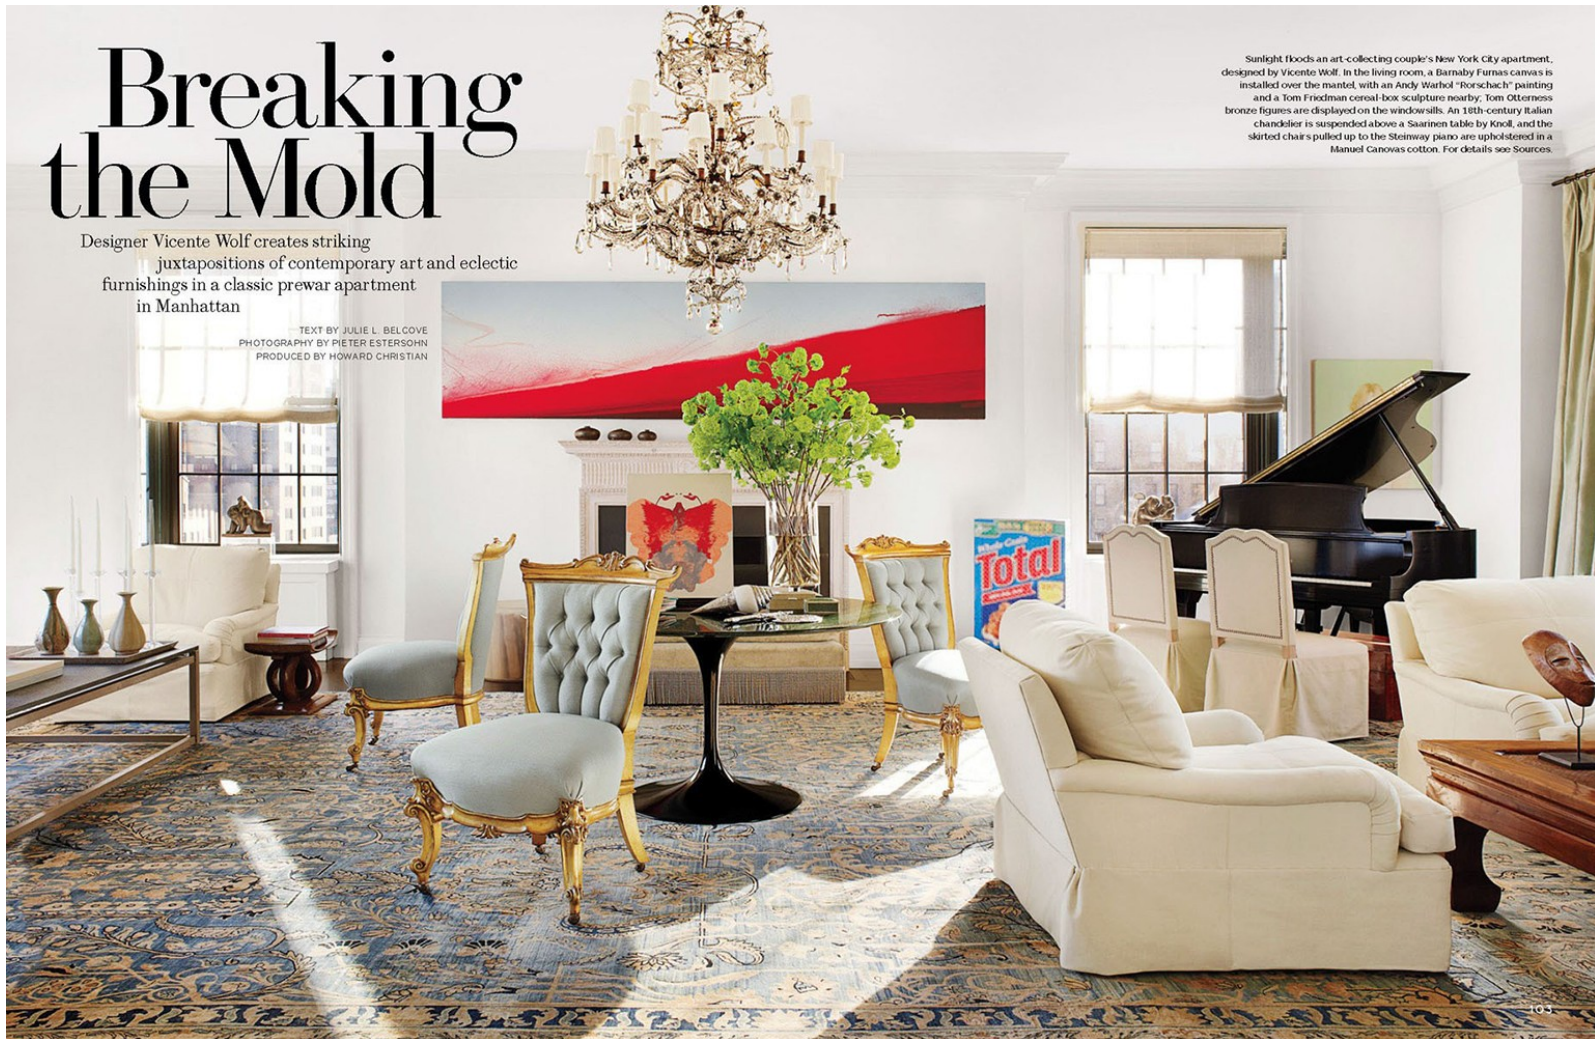 Breaking
the Mold
Designer Vicente Wolf creates striking
juxtapositions of contemporary art and eclectic
furnishings in a classic prewar apartment
in Manhattan
TEXT BY JULIE L. BELCOVE
PHOTOGRAPHY BY PIETER ESTERSOHN
PRODUCED BY HOWARD CHRISTIAN
Sunlight floods an art-collecting couple's New York City apartment,
designed by Vicente Wolf. In the living room, a Barnaby Furnas canvas is
installed over the mantel, with an Andy Warhol "Rorschach" painting
and a Tom Friedman cereal-box sculpture nearby; Tom Otterness
bronze figures are displayed on the windowsills. An 18th-century Italian
chandelier is suspended above a Saarinen table by Knoll, and the
skirted chairs pulled up to the Steinway piano are upholstered in a
Manuel Canovas cotton. For details see Sources.
Whole Grain
Total
103